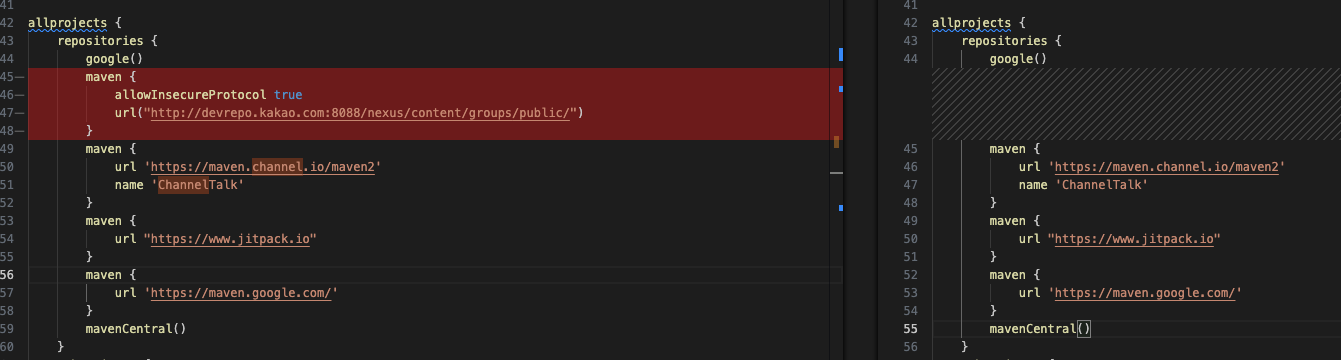 41
42 allprojects {
43 repositories {
44 google()
45— maven {
46— allowInsecureProtocol true
47— url("http://devrepo.kakao.com:8088/nexus/content/groups/public/")
48— }
49 maven {
50 url 'https://maven.channel.io/maven2'
51 name 'ChannelTalk'
52 }
53 maven {
54 url "https://www.jitpack.io"
55 }
56 maven {
57 url 'https://maven.google.com/'
58 }
59 mavenCentral()
60 }
41
42 allprojects {
43 repositories {
44 google()
45 maven {
46 url 'https://maven.channel.io/maven2'
47 name 'ChannelTalk'
48 }
49 maven {
50 url "https://www.jitpack.io"
51 }
52 maven {
53 url 'https://maven.google.com/'
54 }
55 mavenCentral()
56 }